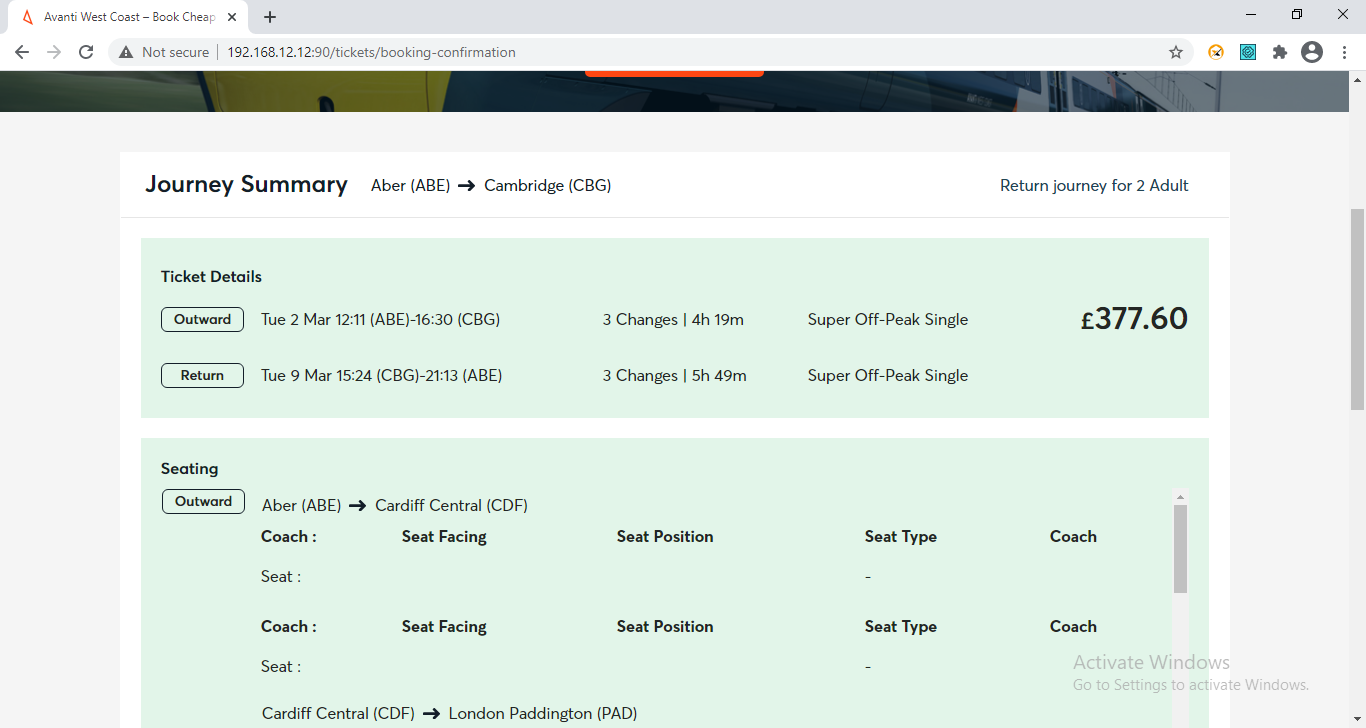 Avanti West Coast – Book Cheap
Not secure | 192.168.12.12:90/tickets/booking-confirmation
Journey Summary Aber (ABE) → Cambridge (CBG) Return journey for 2 Adult
Ticket Details
Outward Tue 2 Mar 12:11 (ABE)-16:30 (CBG) 3 Changes | 4h 19m Super Off-Peak Single £377.60
Return Tue 9 Mar 15:24 (CBG)-21:13 (ABE) 3 Changes | 5h 49m Super Off-Peak Single
Seating
Outward Aber (ABE) → Cardiff Central (CDF)
Coach : Seat Facing Seat Position Seat Type Coach
Seat : -
Coach : Seat Facing Seat Position Seat Type Coach
Seat : -
Activate Windows
Go to Settings to activate Windows.
Cardiff Central (CDF) → London Paddington (PAD)